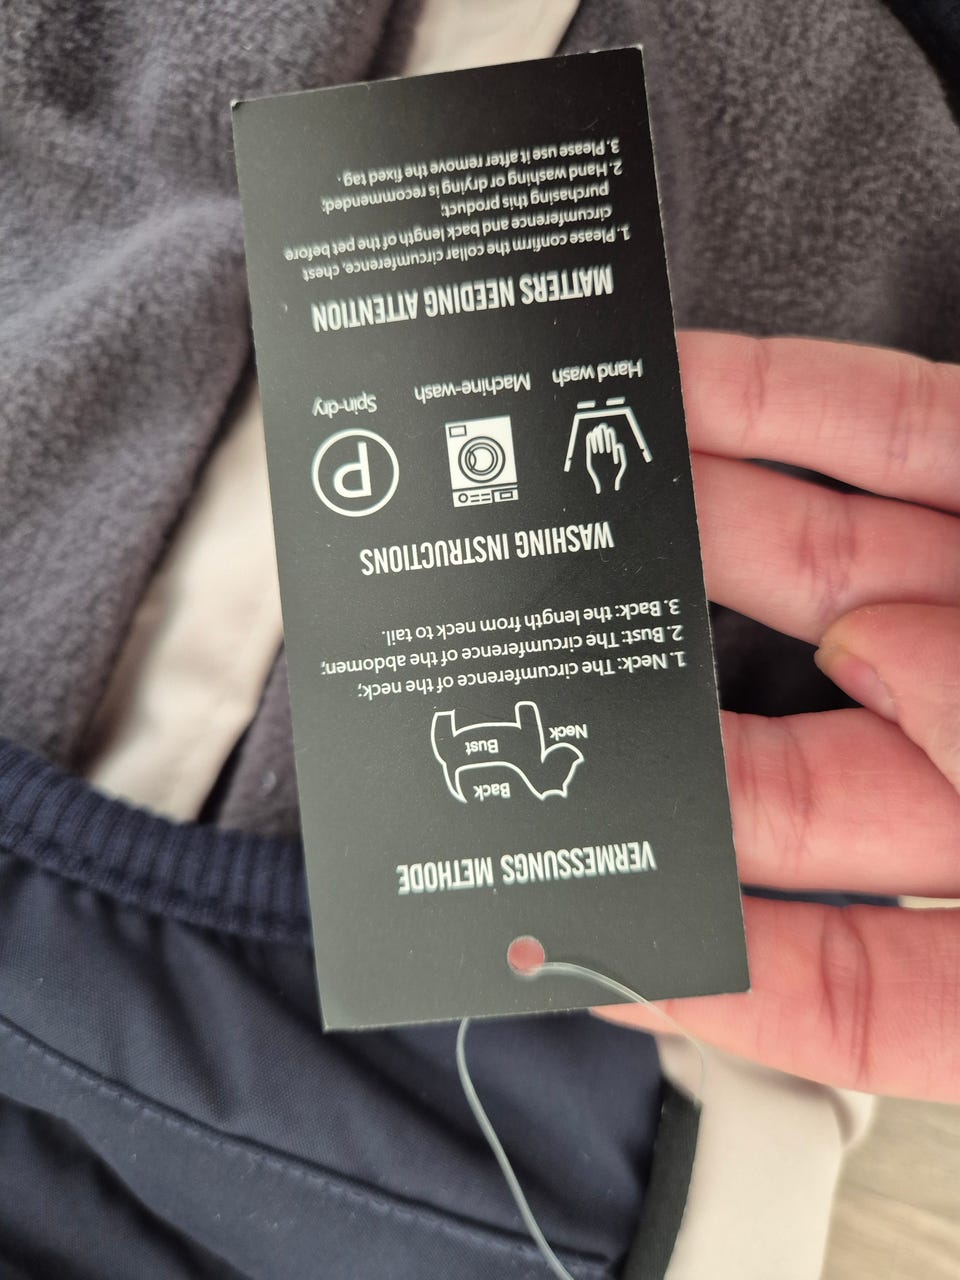 VERMESSUNGS METHODE
Back
Bust
Neck
1. Neck: The circumference of the neck;
2. Bust: The circumference of the abdomen;
3. Back: the length from neck to tail.
WASHING INSTRUCTIONS
P
Hand wash
Machine-wash
Spin-dry
MATTERS NEEDING ATTENTION
1. Please confirm the collar circumference, chest
circumference and back length of the pet before
purchasing this product;
2. Hand washing or drying is recommended;
3. Please use it after remove the fixed tag.